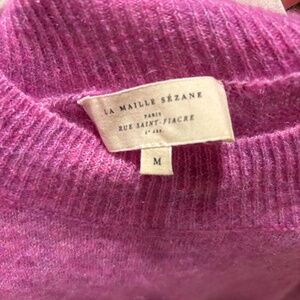 LA MAILLE SÉZANE
PARIS
RUE SAINT-FIACRE
M